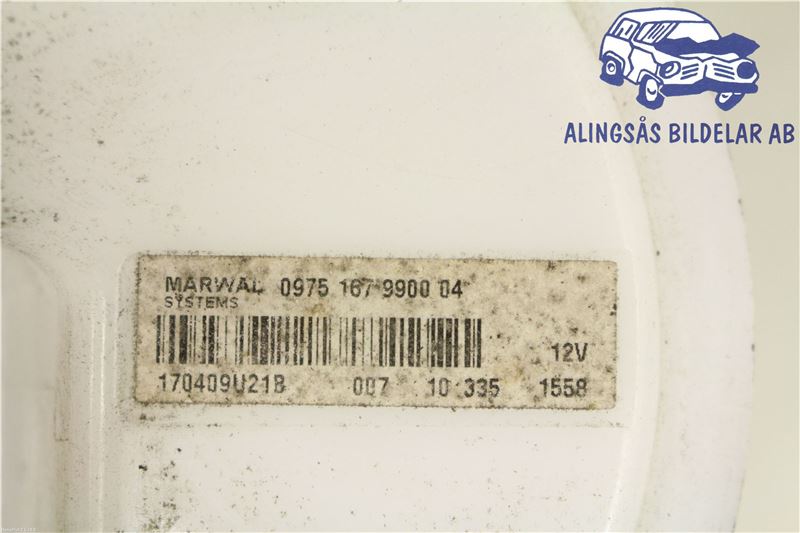 ALINGSÅS BILDELAR AB
MARWAL 0975 167 9900 04
SYSTEMS
12V
170409U21B 007 10 335 1558